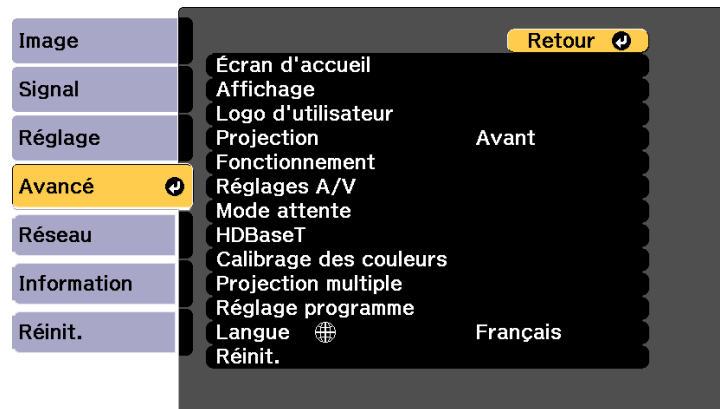 Image
Signal
Réglage
Avancé
Réseau
Information
Réinit.
Retour
Écran d'accueil
Affichage
Logo d'utilisateur
Projection Avant
Fonctionnement
Réglages A/V
Mode attente
HDBaseT
Calibrage des couleurs
Projection multiple
Réglage programme
Langue Français
Réinit.